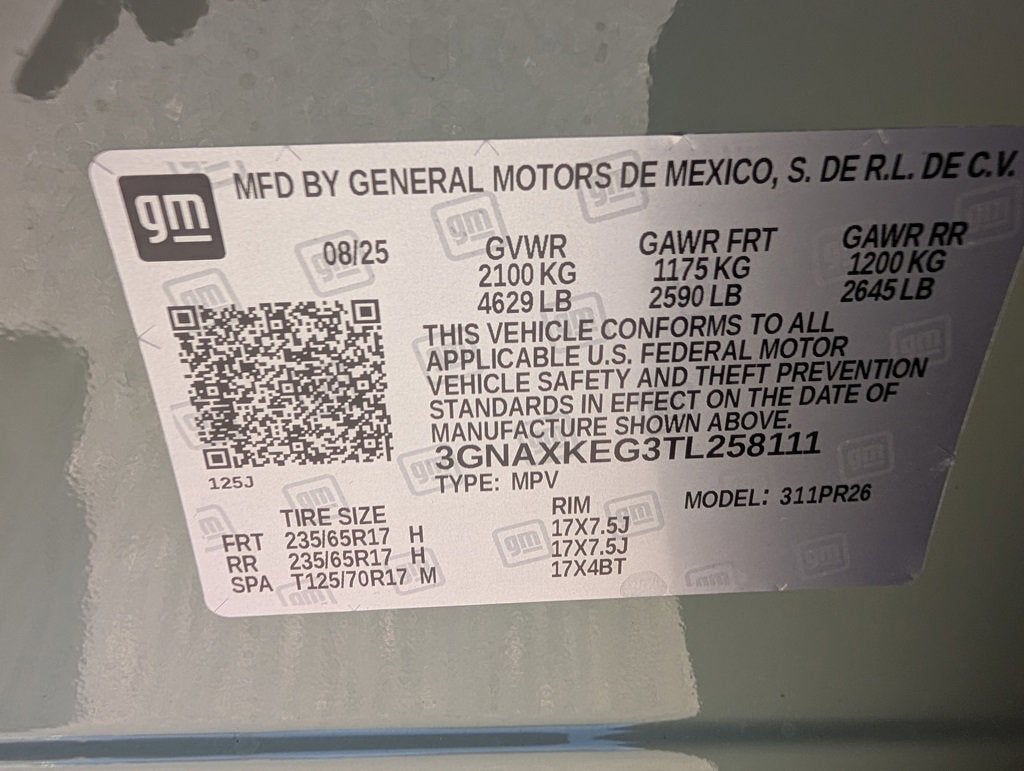 gm
MFD BY GENERAL MOTORS DE MEXICO, S. DE R.L. DE C.V.
08/25 GVWR GAWR FRT GAWR RR
2100 KG 1175 KG 1200 KG
4629 LB 2590 LB 2645 LB
THIS VEHICLE CONFORMS TO ALL
APPLICABLE U.S. FEDERAL MOTOR
VEHICLE SAFETY AND THEFT PREVENTION
STANDARDS IN EFFECT ON THE DATE OF
MANUFACTURE SHOWN ABOVE.
3GNAXKEG3TL258111
125J
TYPE: MPV MODEL: 311PR26
TIRE SIZE RIM
FRT 235/65R17 H 17X7.5J
RR 235/65R17 H 17X7.5J
SPA T125/70R17 M 17X4BT